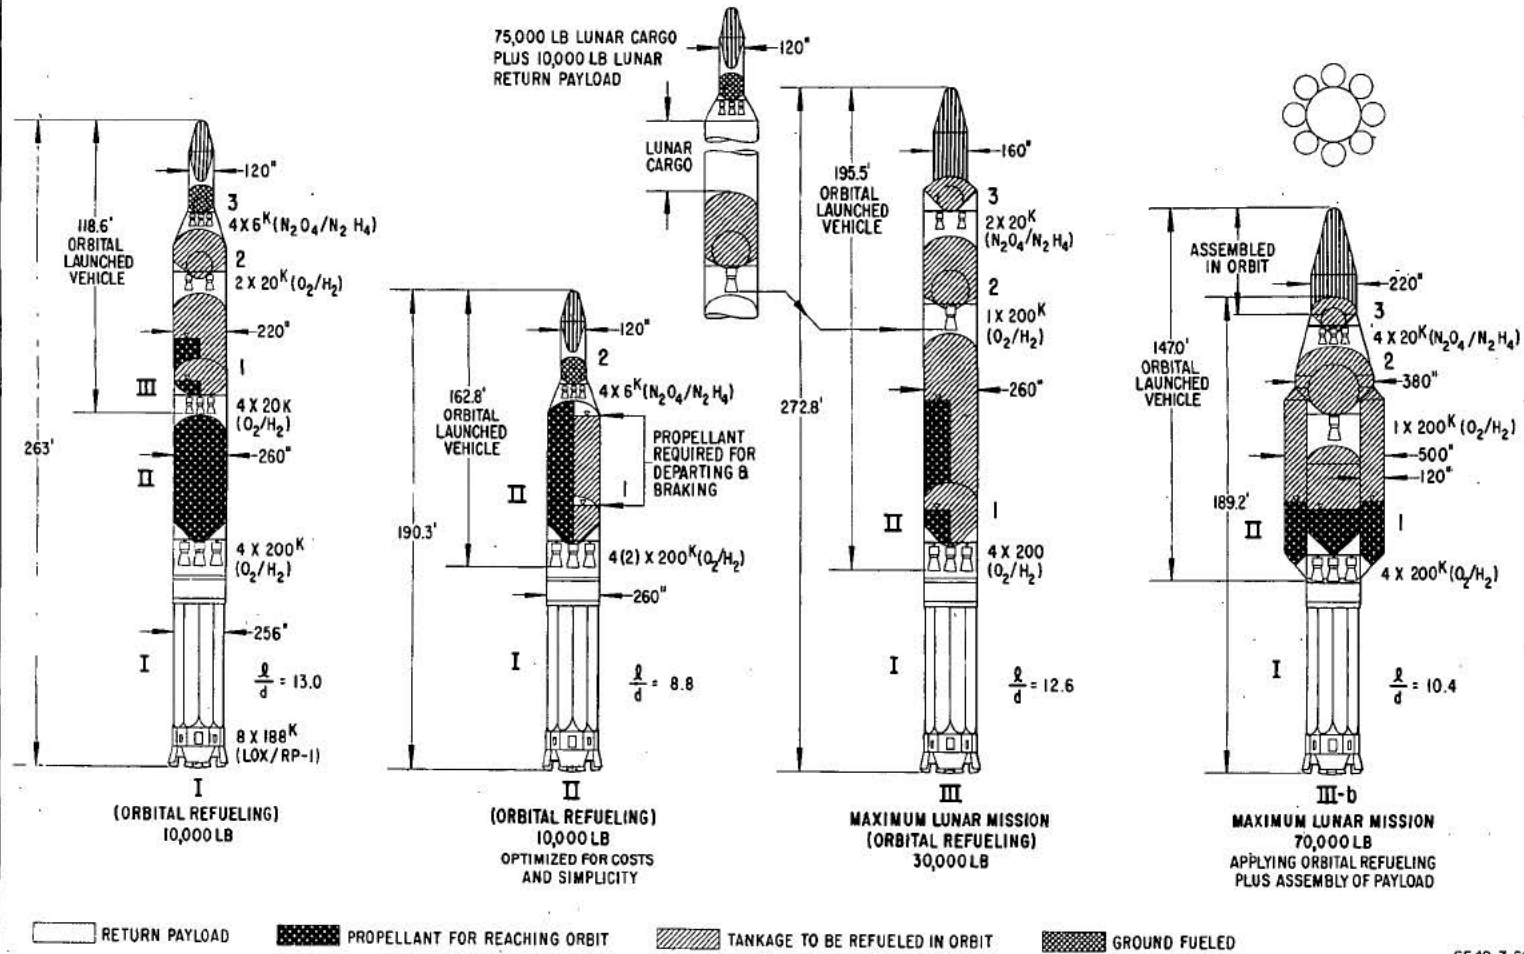 75,000 LB LUNAR CARGO
PLUS 10,000 LB LUNAR
RETURN PAYLOAD
120"
LUNAR
CARGO
263'
118.6'
ORBITAL
LAUNCHED
VEHICLE
120"
3
4 X 6K (N2O4/N2H4)
2
2 X 20K (O2/H2)
220"
1
III
4 X 20K
(O2/H2)
260"
II
4 X 200K
(O2/H2)
256"
I
l/d = 13.0
8 X 188K
(LOX/RP-1)
I
(ORBITAL REFUELING)
10,000 LB
190.3'
162.8'
ORBITAL
LAUNCHED
VEHICLE
120"
2
4 X 6K (N2O4/N2H4)
PROPELLANT
REQUIRED FOR
DEPARTING &
BRAKING
II
1
4(2) X 200K (O2/H2)
260"
I
l/d = 8.8
II
(ORBITAL REFUELING)
10,000 LB
OPTIMIZED FOR COSTS
AND SIMPLICITY
272.8'
195.5'
ORBITAL
LAUNCHED
VEHICLE
160"
3
2 X 20K
(N2O4/N2H4)
2
1 X 200K
(O2/H2)
260"
II
1
4 X 200
(O2/H2)
I
l/d = 12.6
III
MAXIMUM LUNAR MISSION
(ORBITAL REFUELING)
30,000 LB
ASSEMBLED
IN ORBIT
147.0'
ORBITAL
LAUNCHED
VEHICLE
189.2'
220"
3
4 X 20K (N2O4/N2H4)
2
380"
1 X 200K (O2/H2)
500"
120"
II
1
4 X 200K (O2/H2)
I
l/d = 10.4
III-b
MAXIMUM LUNAR MISSION
70,000 LB
APPLYING ORBITAL REFUELING
PLUS ASSEMBLY OF PAYLOAD
RETURN PAYLOAD
PROPELLANT FOR REACHING ORBIT
TANKAGE TO BE REFUELED IN ORBIT
GROUND FUELED